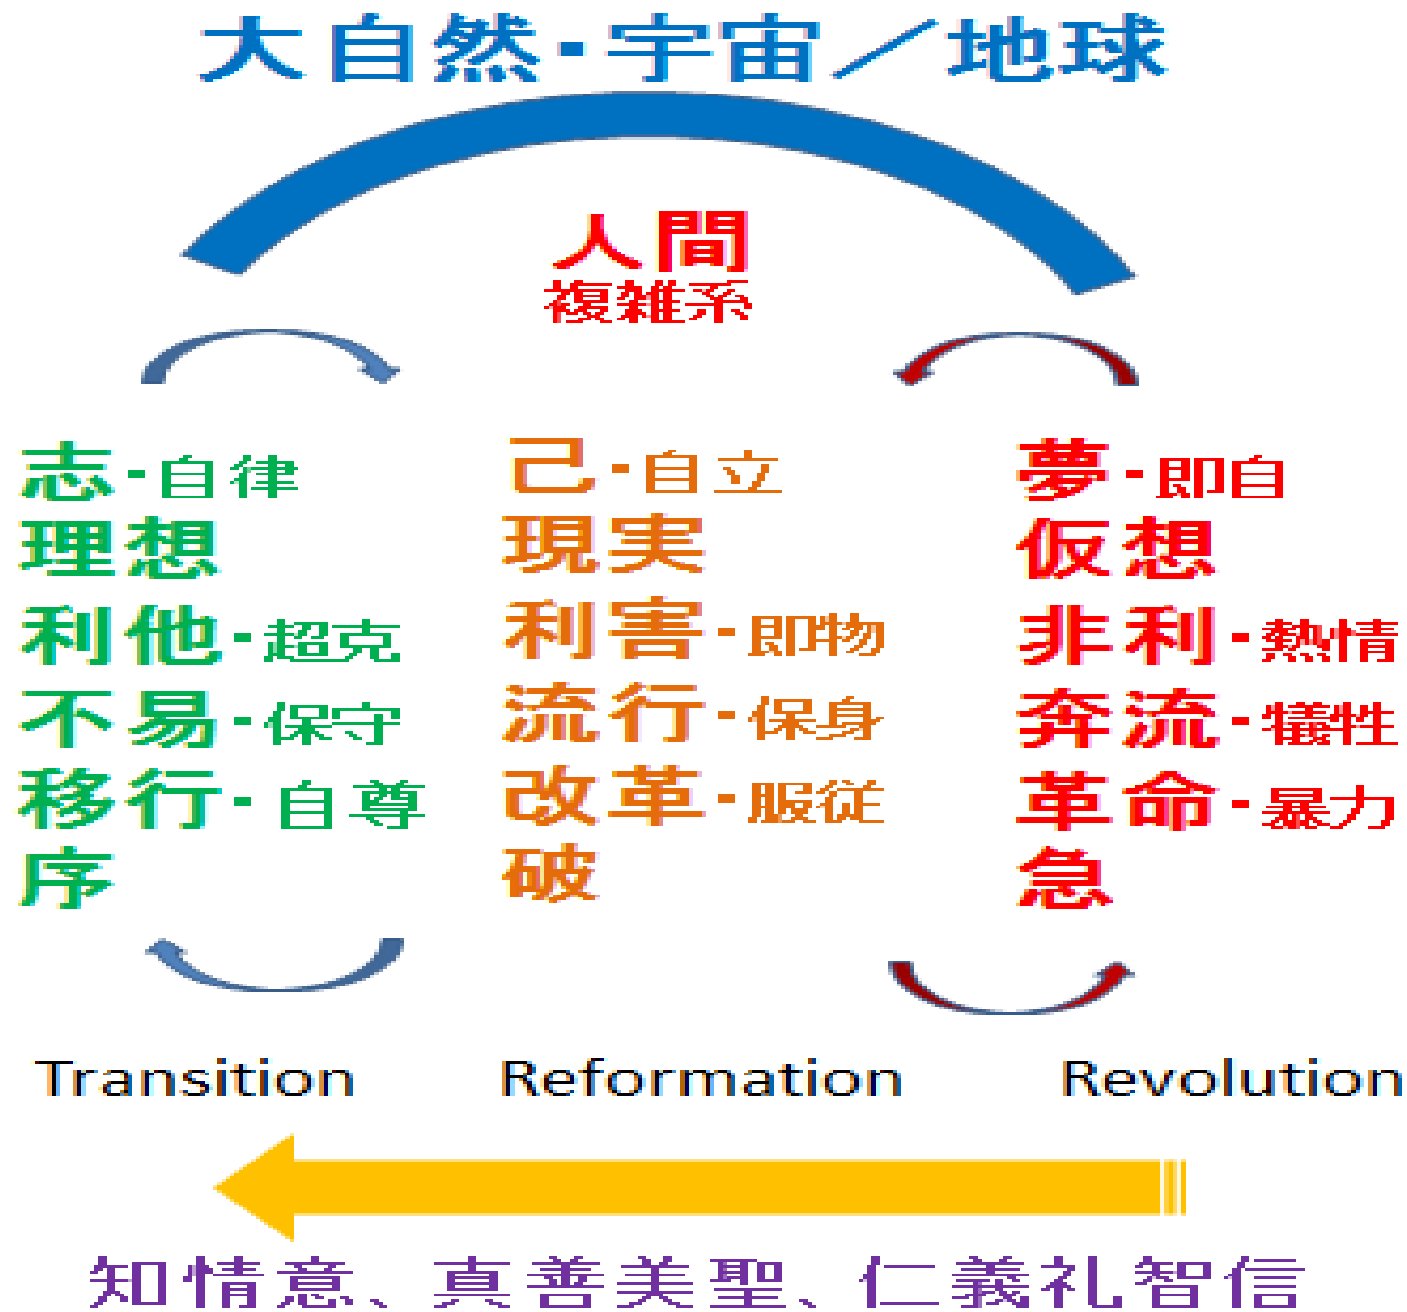 大自然・宇宙／地球
人間
複雑系
志・自律
理想
利他・超克
不易・保守
移行・自尊
序
己・自立
現実
利害・即物
流行・保身
改革・服従
破
夢・即自
仮想
非利・熱情
奔流・犠牲
革命・暴力
急
Transition
Reformation
Revolution
知情意、真善美聖、仁義礼智信